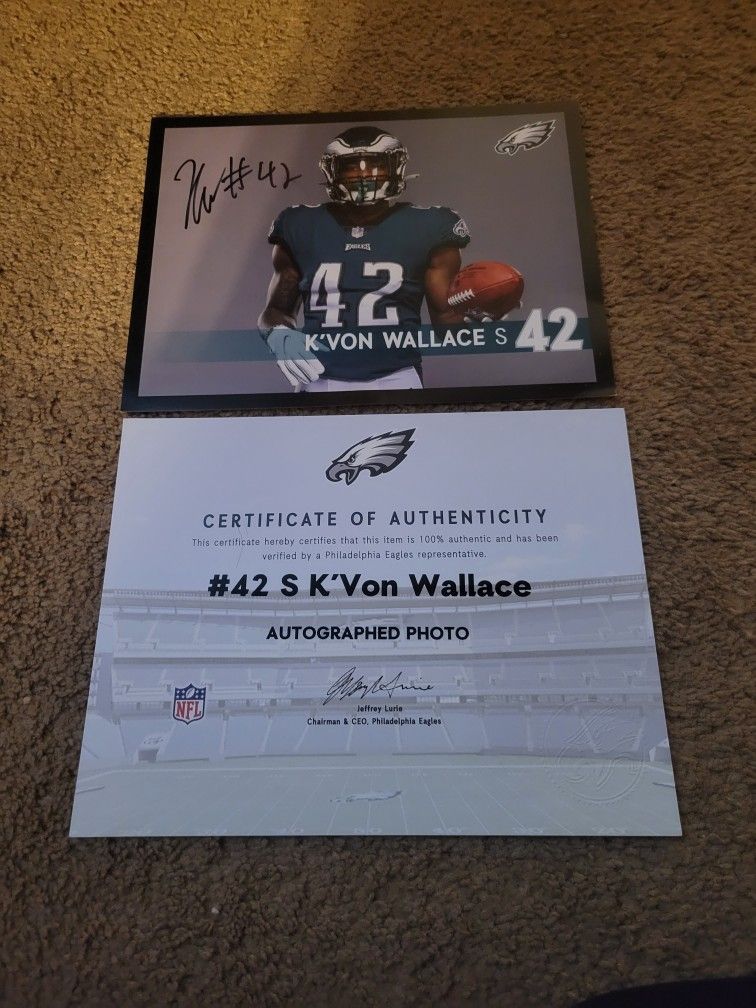 #42
EAGLES
42
K'VON WALLACE S 42
CERTIFICATE OF AUTHENTICITY
This certificate hereby certifies that this item is 100% authentic and has been
verified by a Philadelphia Eagles representative.
#42 S K'Von Wallace
AUTOGRAPHED PHOTO
NFL
Jeffrey Lurie
Chairman & CEO, Philadelphia Eagles